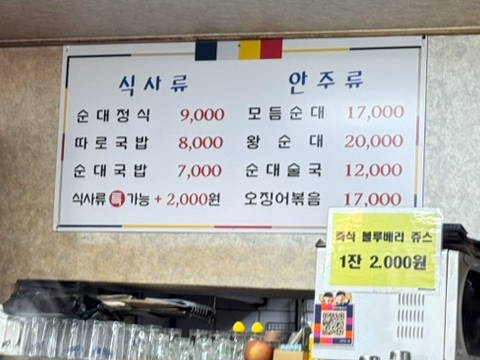 식사류
순대정식 9,000
따로국밥 8,000
순대국밥 7,000
식사류 특 가능 + 2,000원
안주류
모듬순대 17,000
왕순대 20,000
순대술국 12,000
오징어볶음 17,000
즉석 블루베리 쥬스
1잔 2.000원